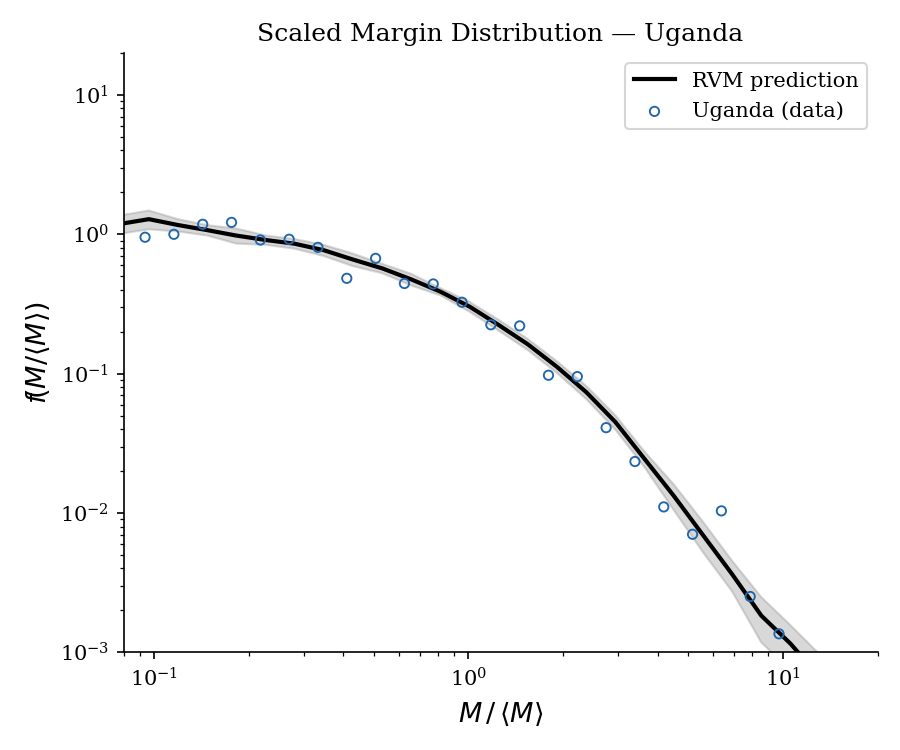 Scaled Margin Distribution — Uganda
RVM prediction
Uganda (data)
10¹
10⁰
10⁻¹
10⁻²
10⁻³
f(M/⟨M⟩)
10⁻¹
10⁰
10¹
M / ⟨M⟩